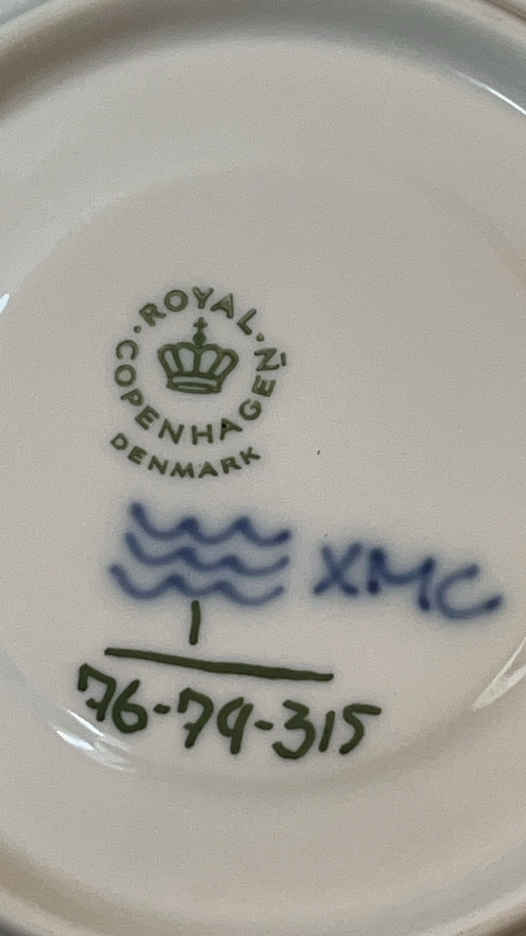 ROYAL
COPENHAGEN
DENMARK
XMC
1
76-79-315